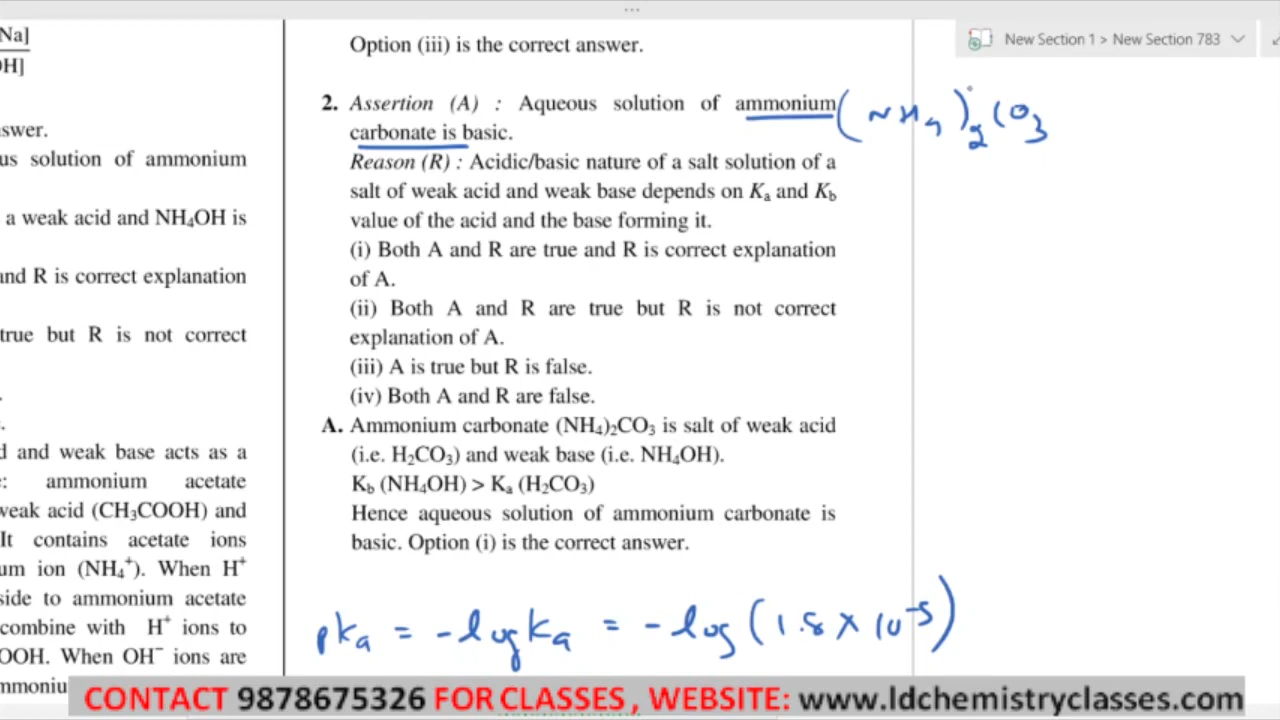 Na]
OH]
swer.
us solution of ammonium
a weak acid and NH₄OH is
and R is correct explanation
true but R is not correct
d and weak base acts as a
e: ammonium acetate
weak acid (CH₃COOH) and
It contains acetate ions
um ion (NH₄⁺). When H⁺
side to ammonium acetate
combine with H⁺ ions to
OOH. When OH⁻ ions are
mmoniu
Option (iii) is the correct answer.
2. Assertion (A) : Aqueous solution of ammonium
carbonate is basic.
Reason (R) : Acidic/basic nature of a salt solution of a
salt of weak acid and weak base depends on Kₐ and K_b
value of the acid and the base forming it.
(i) Both A and R are true and R is correct explanation
of A.
(ii) Both A and R are true but R is not correct
explanation of A.
(iii) A is true but R is false.
(iv) Both A and R are false.
A. Ammonium carbonate (NH₄)₂CO₃ is salt of weak acid
(i.e. H₂CO₃) and weak base (i.e. NH₄OH).
K_b (NH₄OH) > Kₐ (H₂CO₃)
Hence aqueous solution of ammonium carbonate is
basic. Option (i) is the correct answer.
pKₐ = -log Kₐ = -log (1.8 × 10⁻⁵)
New Section 1 > New Section 783
(NH₄)₂CO₃
CONTACT 9878675326 FOR CLASSES , WEBSITE: www.ldchemistryclasses.com